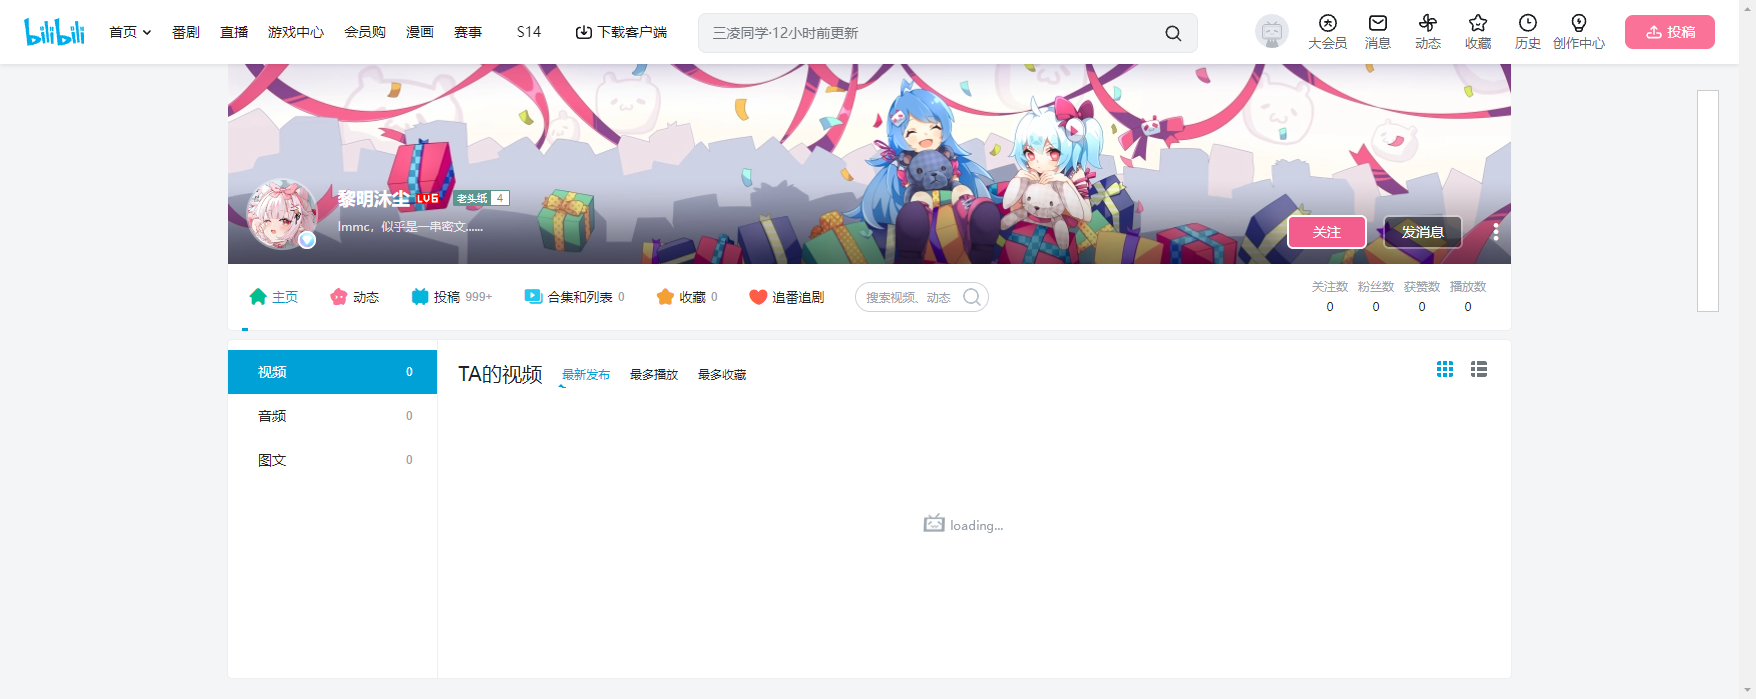 bilibili 首页 番剧 直播 游戏中心 会员购 漫画 赛事 S14 下载客户端 三凌同学·12小时前更新 大会员 消息 动态 收藏 历史 创作中心 投稿
黎明沐尘 LV6 老头纸 4
lmmc，似乎是一串密文......
关注 发消息
主页 动态 投稿 999+ 合集和列表 0 收藏 0 追番追剧 搜索视频、动态
关注数 粉丝数 获赞数 播放数
0 0 0 0
视频 0
音频 0
图文 0
TA的视频 最新发布 最多播放 最多收藏
loading...